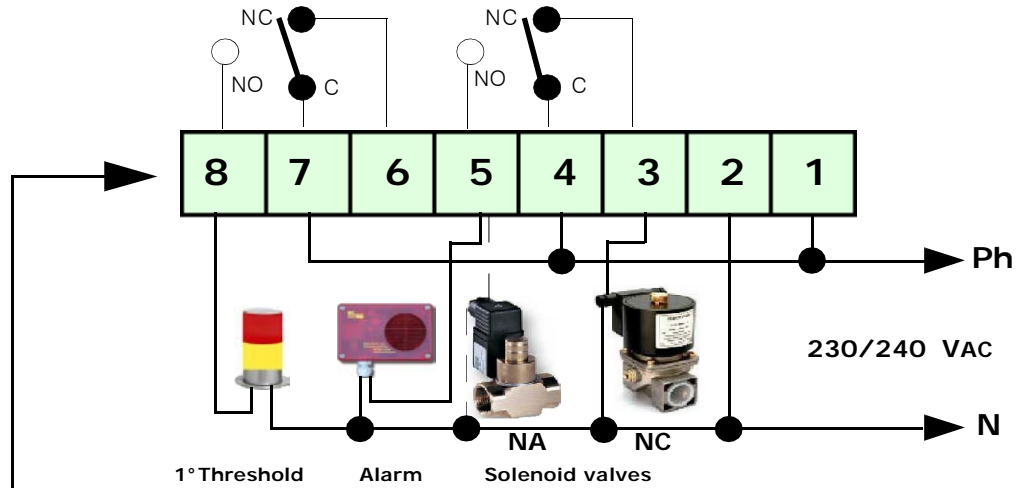 NC NC
NO C NO C
8 7 6 5 4 3 2 1
Ph
230/240 VAC
N
NA NC
1°Threshold Alarm Solenoid valves